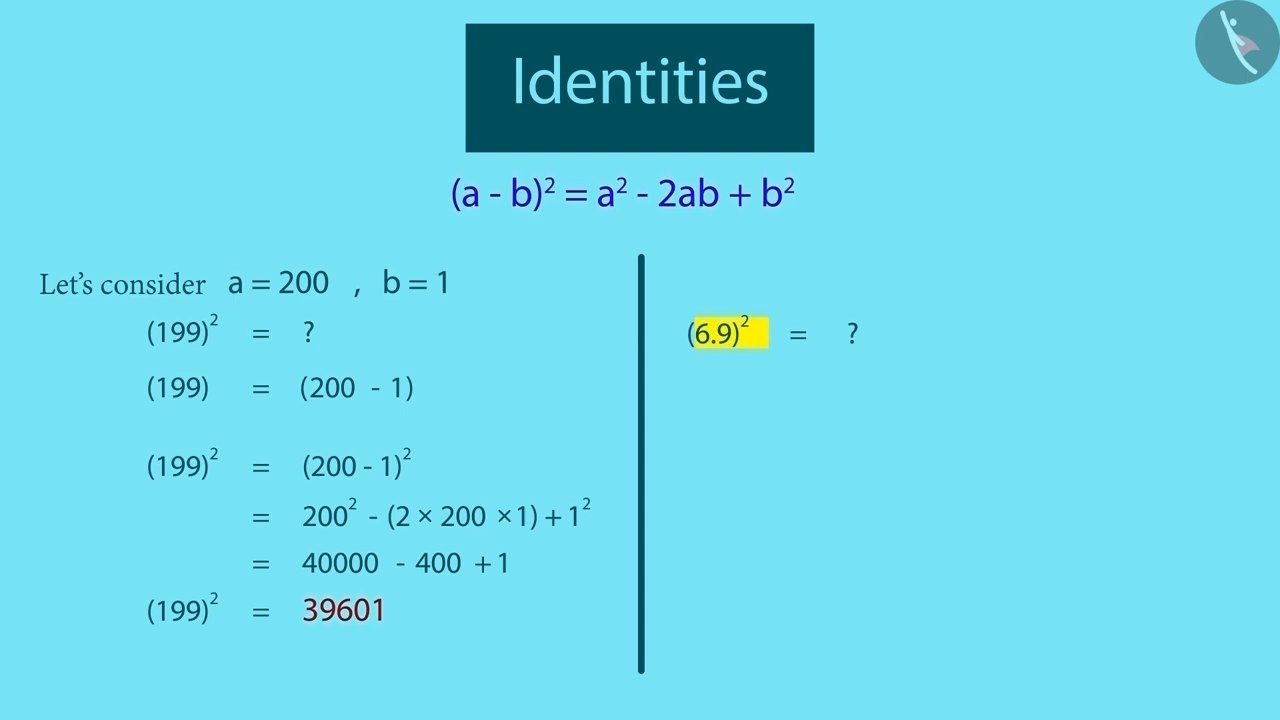 Identities
(a - b)² = a² - 2ab + b²
Let's consider a = 200 , b = 1
(199)² = ?
(199) = (200 - 1)
(199)² = (200 - 1)²
= 200² - (2 × 200 × 1) + 1²
= 40000 - 400 + 1
(199)² = 39601
(6.9)² = ?